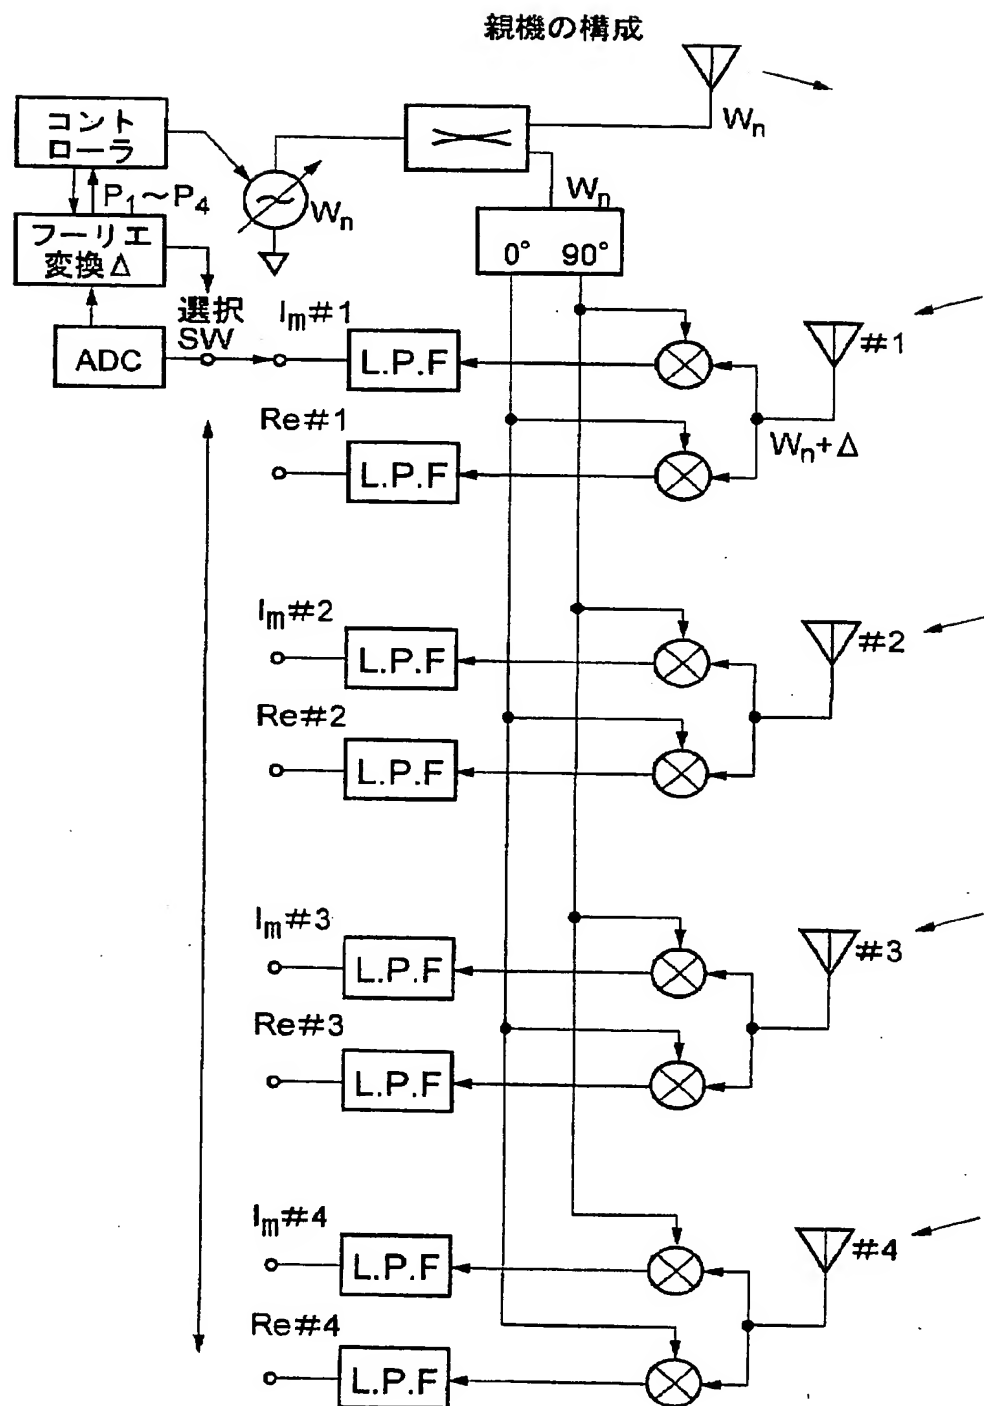 親機の構成
Wn
コント
ローラ
P1～P4
フーリエ
変換Δ
Wn
Wn
0° 90°
選択
SW
ADC
Im#1
L.P.F
#1
Re#1
L.P.F
Wn+Δ
Im#2
L.P.F
#2
Re#2
L.P.F
Im#3
L.P.F
#3
Re#3
L.P.F
Im#4
L.P.F
#4
Re#4
L.P.F